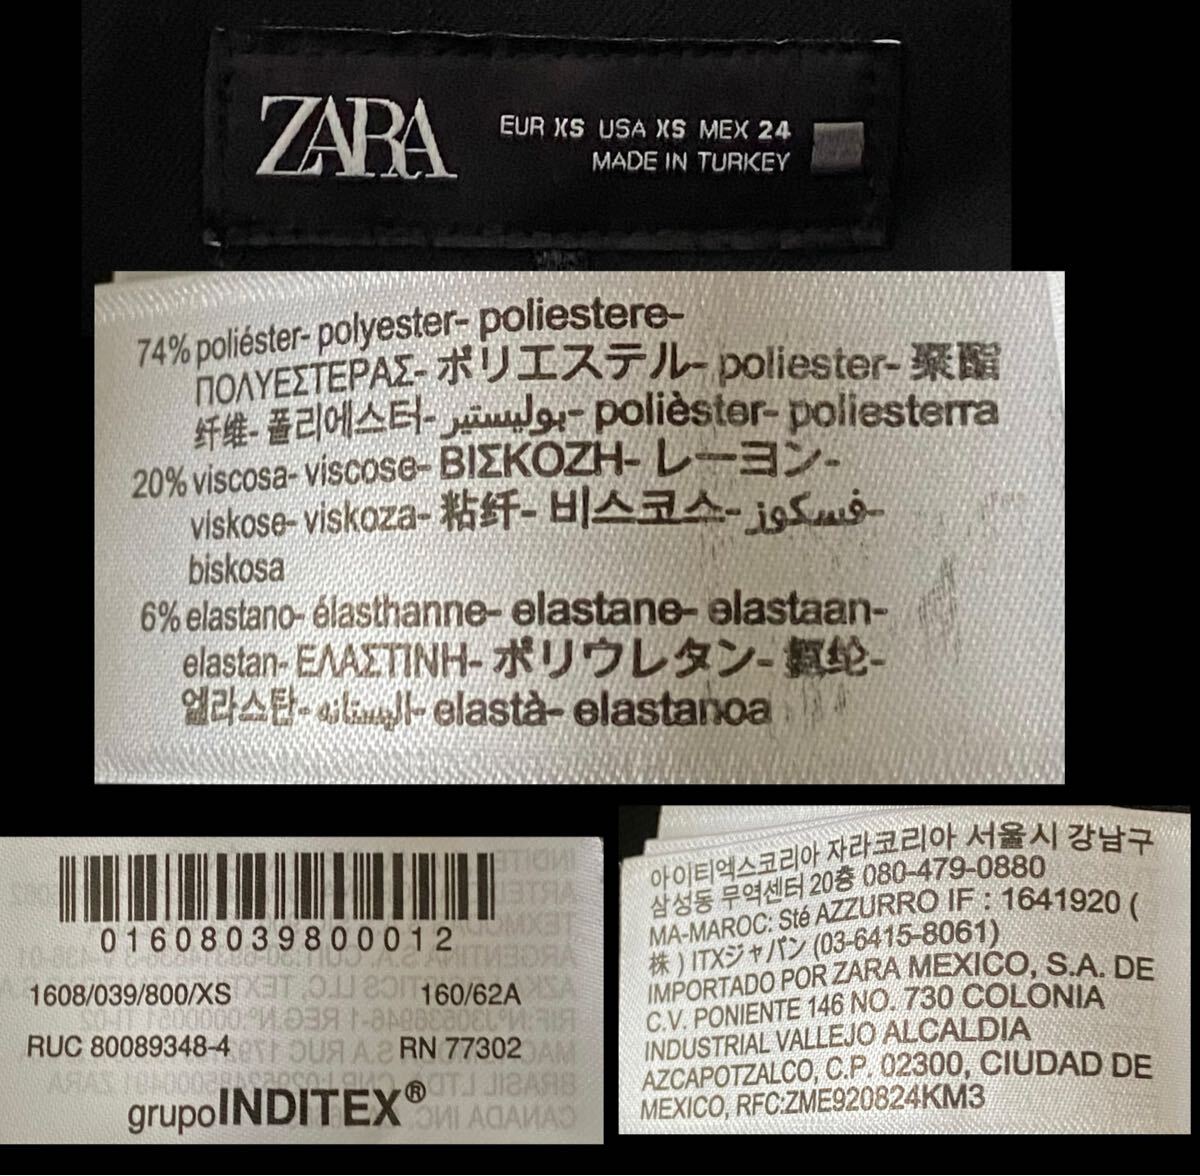 ZARA
EUR XS USA XS MEX 24
MADE IN TURKEY
74% poliéster- polyester- poliestere-
ΠΟΛΥΕΣΤΕΡΑΣ- ポリエステル- poliester- 聚酯
纤维- 폴리에스터- بوليستير- polièster- poliesterra
20% viscosa- viscose- ΒΙΣΚΟΖΗ- レーヨン-
viskose- viskoza- 粘纤- 비스코스- فسكوز-
biskosa
6% elastano- élasthanne- elastane- elastaan-
elastan- ΕΛΑΣΤΙΝΗ- ポリウレタン- 氨纶-
엘라스탄- اليستانه- elastà- elastanoa
01608039800012
1608/039/800/XS 160/62A
RUC 80089348-4 RN 77302
grupo INDITEX®
아이티엑스코리아 자라코리아 서울시 강남구
삼성동 무역센터 20층 080-479-0880
MA-MAROC: Sté AZZURRO IF : 1641920 (
株 ) ITXジャパン (03-6415-8061)
IMPORTADO POR ZARA MEXICO, S.A. DE
C.V. PONIENTE 146 NO. 730 COLONIA
INDUSTRIAL VALLEJO ALCALDIA
AZCAPOTZALCO, C.P. 02300, CIUDAD DE
MEXICO, RFC:ZME920824KM3